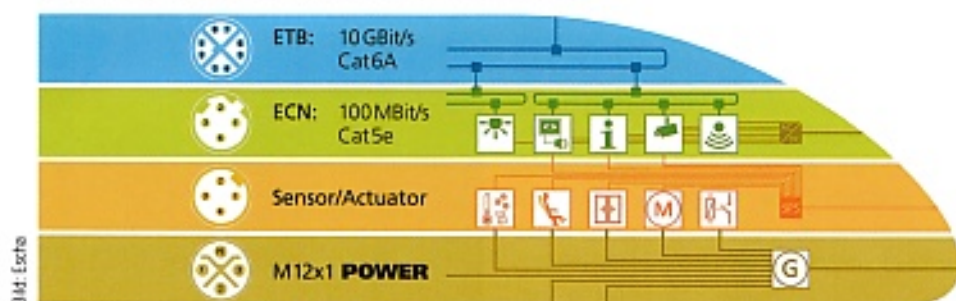 ETB: 10 GBit/s
Cat6A
ECN: 100 MBit/s
Cat5e
Sensor/Actuator
M
M12x1 POWER
G
Bild: Escha